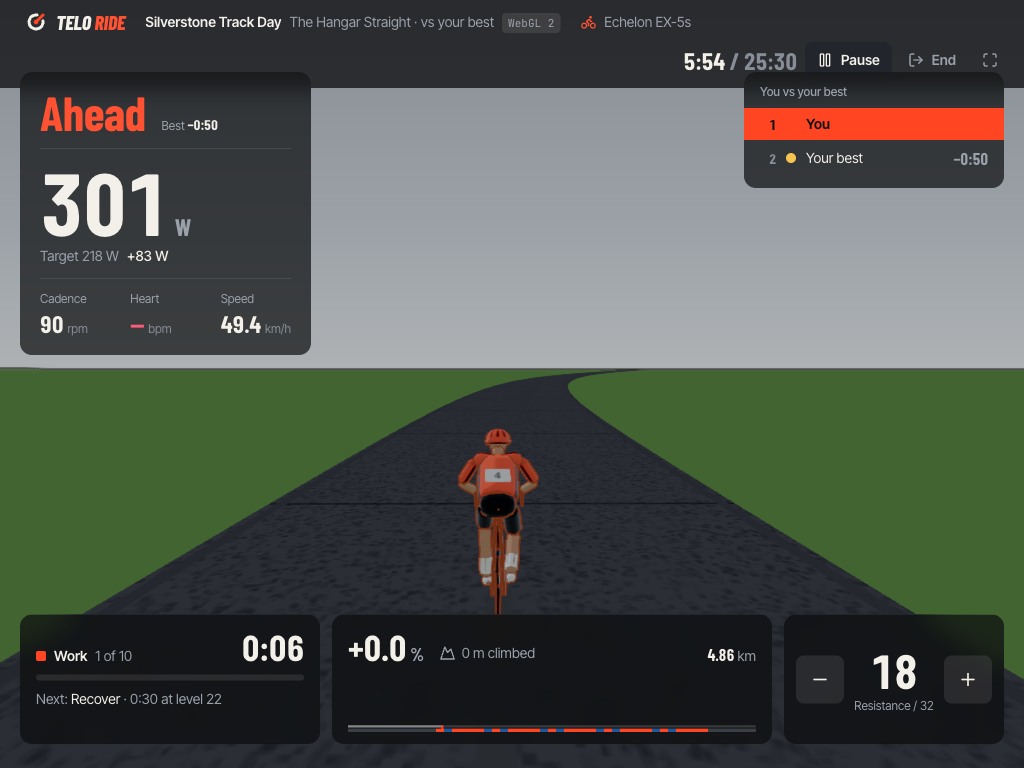 TELO RIDE Silverstone Track Day The Hangar Straight · vs your best WebGL 2 Echelon EX-5s
5:54 / 25:30 Pause End
Ahead Best −0:50
301 W
Target 218 W +83 W
Cadence Heart Speed
90 rpm — bpm 49.4 km/h
You vs your best
1 You
2 Your best −0:50
4
Work 1 of 10 0:06
Next: Recover · 0:30 at level 22
+0.0 % 0 m climbed 4.86 km
− 18 +
Resistance / 32